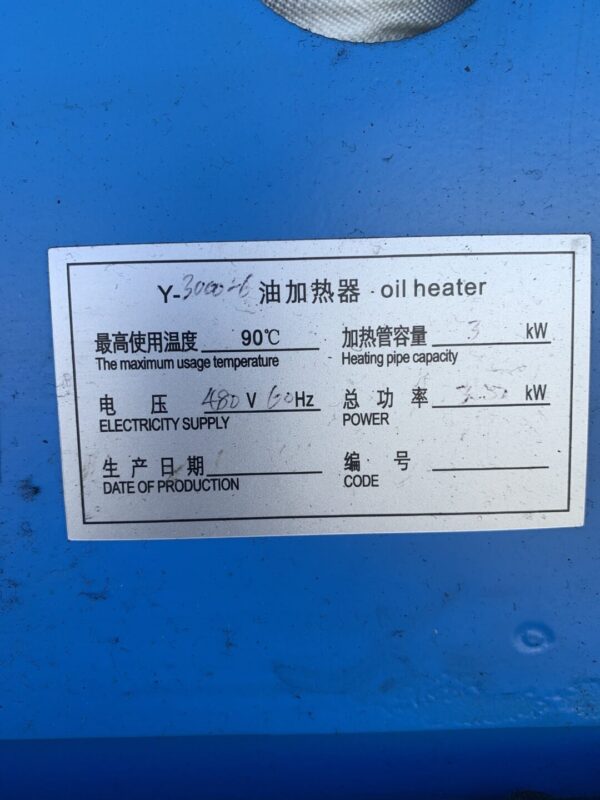 Y-3000-6 油加热器 · oil heater
最高使用温度 90℃ 加热管容量 3 kW
The maximum usage temperature Heating pipe capacity
电 压 480 V 60Hz 总 功 率 kW
ELECTRICITY SUPPLY POWER
生产日期 编 号
DATE OF PRODUCTION CODE